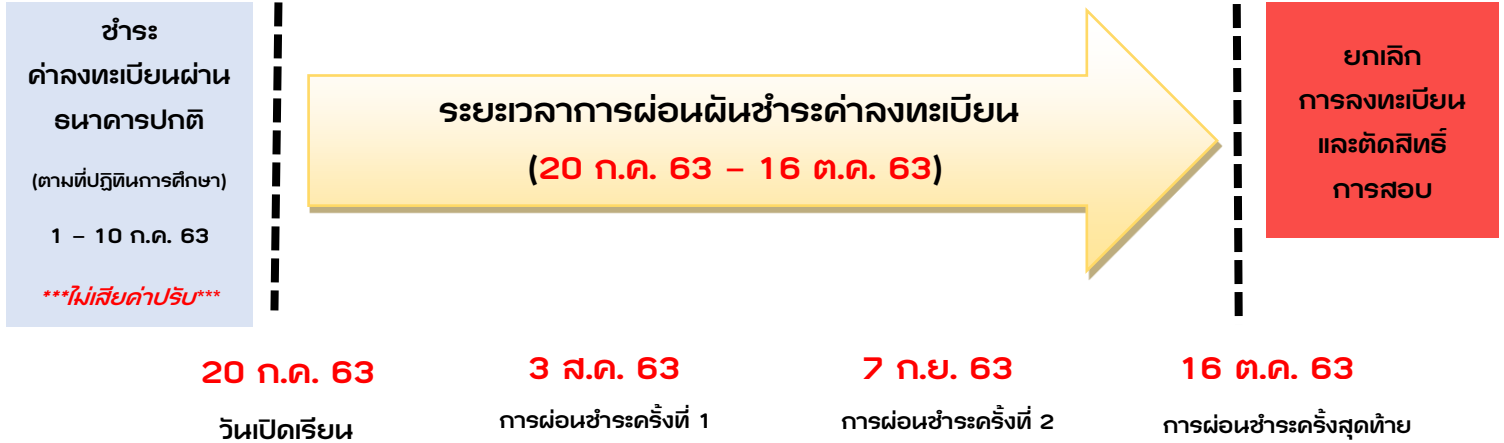 ชำระ
ค่าลงทะเบียนผ่าน
ธนาคารปกติ
(ตามที่ปฏิทินการศึกษา)
1 – 10 ก.ค. 63
***ไม่เสียค่าปรับ***
ระยะเวลาการผ่อนผันชำระค่าลงทะเบียน
(20 ก.ค. 63 – 16 ต.ค. 63)
ยกเลิก
การลงทะเบียน
และตัดสิทธิ์
การสอบ
20 ก.ค. 63
วันเปิดเรียน
3 ส.ค. 63
การผ่อนชำระครั้งที่ 1
7 ก.ย. 63
การผ่อนชำระครั้งที่ 2
16 ต.ค. 63
การผ่อนชำระครั้งสุดท้าย